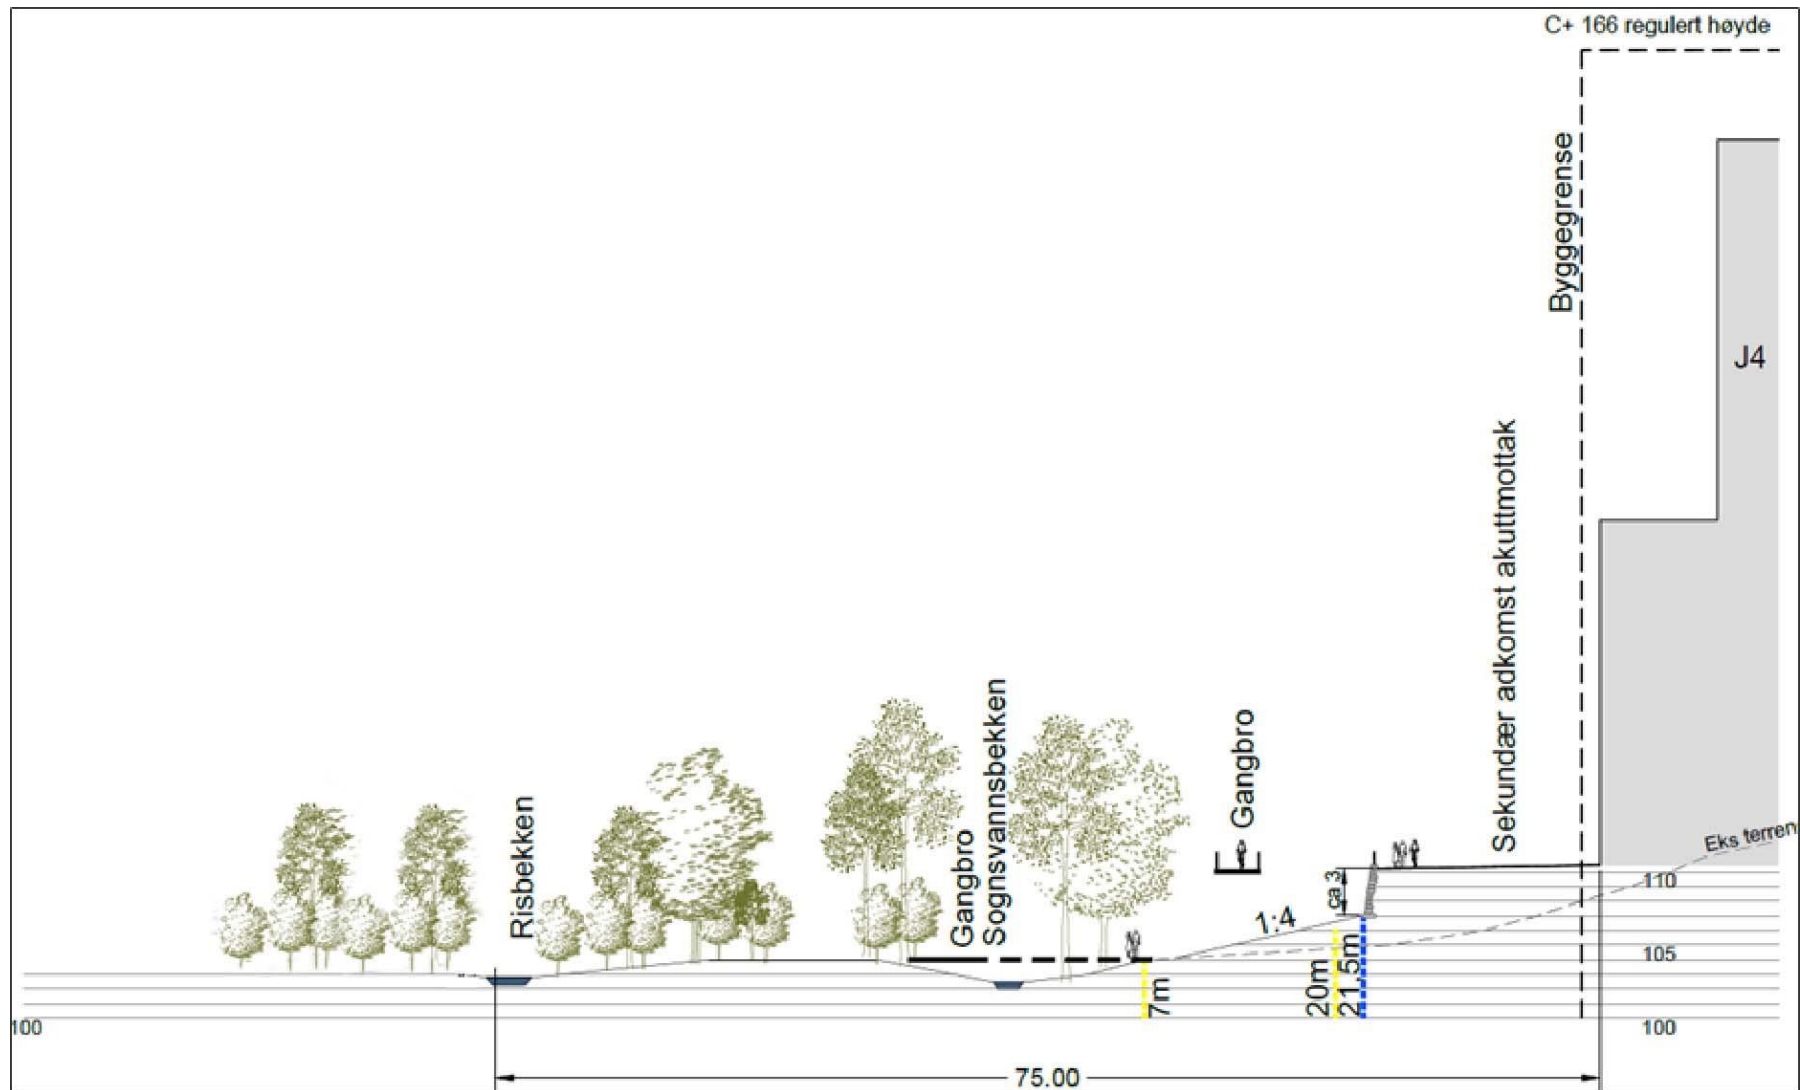 C+ 166 regulert høyde
Byggegrense
J4
Sekundær adkomst akuttmottak
Gangbro
Gangbro
Sognsvannsbekken
Risbekken
Eks terren
ca 3
1:4
110
105
7m
20m
21,5m
100
100
75.00